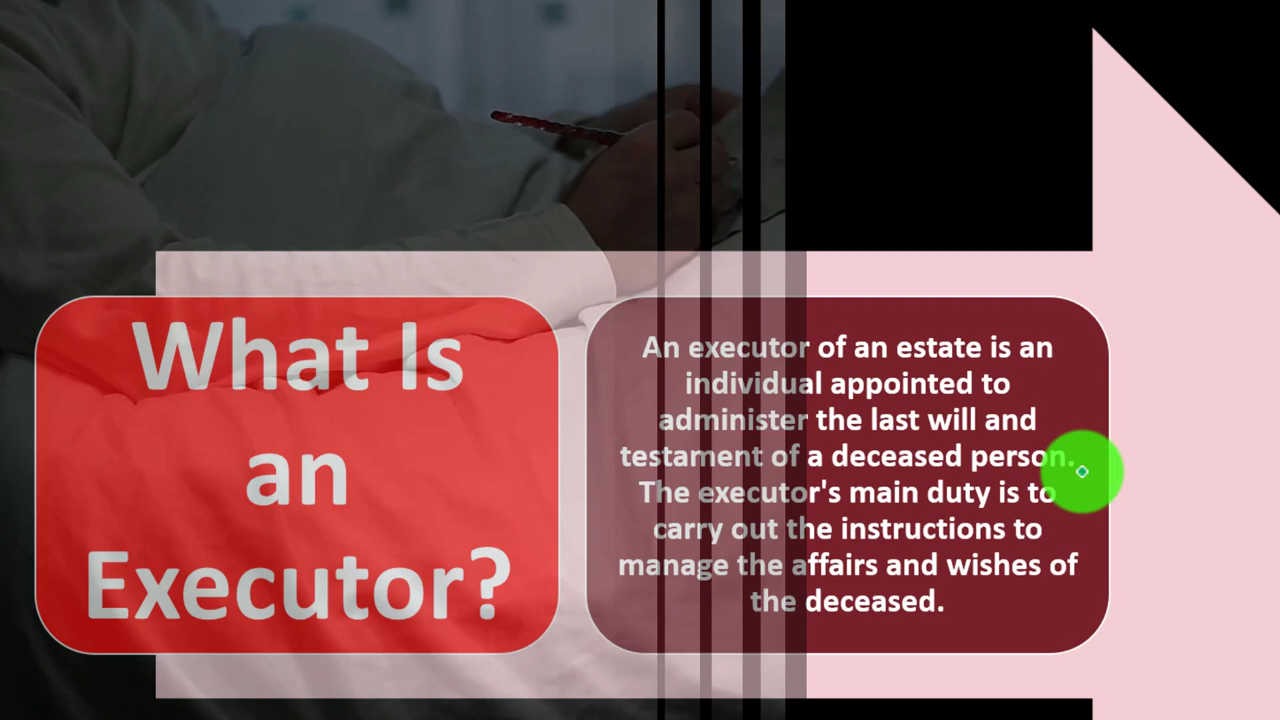 What Is
an
Executor?
An executor of an estate is an
individual appointed to
administer the last will and
testament of a deceased person.
The executor's main duty is to
carry out the instructions to
manage the affairs and wishes of
the deceased.